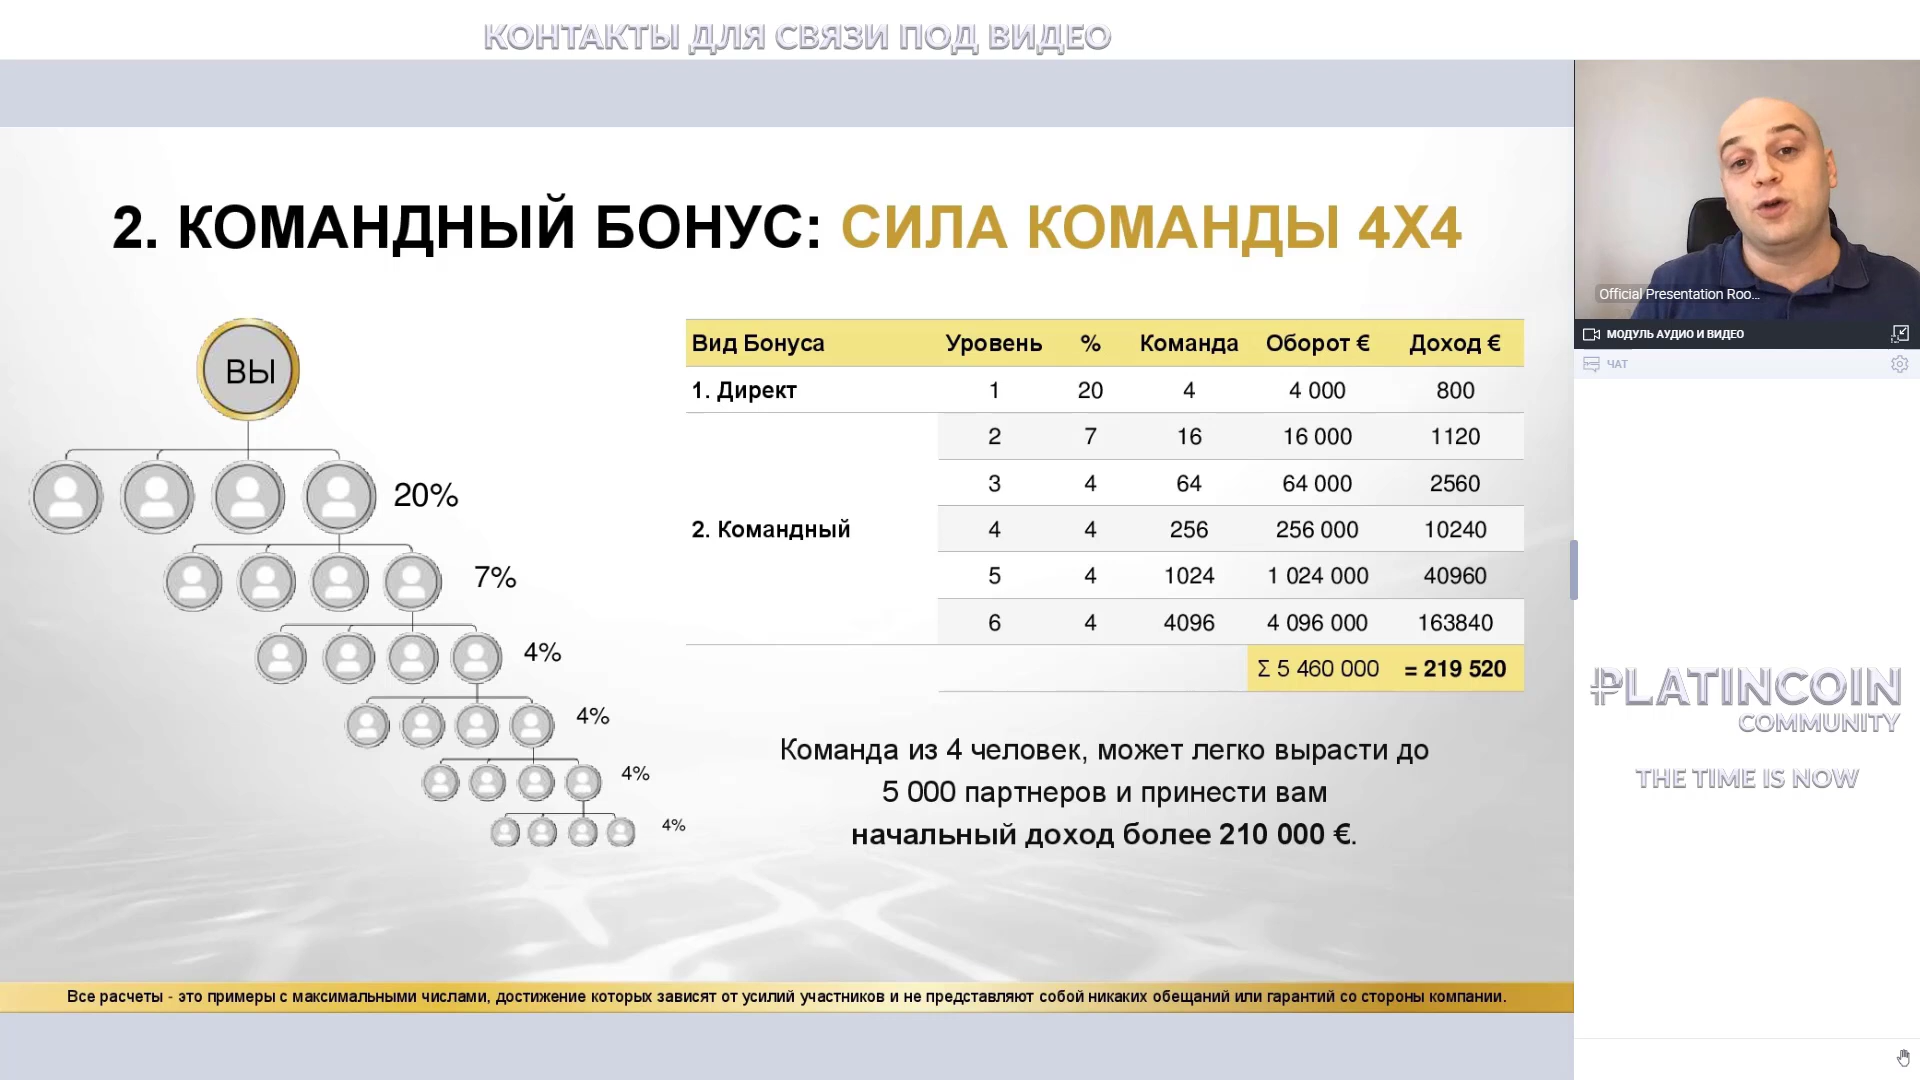 КОНТАКТЫ ДЛЯ СВЯЗИ ПОД ВИДЕО
2. КОМАНДНЫЙ БОНУС: СИЛА КОМАНДЫ 4X4
ВЫ
20%
7%
4%
4%
4%
4%
Вид Бонуса Уровень % Команда Оборот € Доход €
1. Директ 1 20 4 4 000 800
2 7 16 16 000 1120
3 4 64 64 000 2560
2. Командный 4 4 256 256 000 10240
5 4 1024 1 024 000 40960
6 4 4096 4 096 000 163840
Σ 5 460 000 = 219 520
Команда из 4 человек, может легко вырасти до
5 000 партнеров и принести вам
начальный доход более 210 000 €.
Все расчеты - это примеры с максимальными числами, достижение которых зависят от усилий участников и не представляют собой никаких обещаний или гарантий со стороны компании.
Official Presentation Roo...
МОДУЛЬ АУДИО И ВИДЕО
ЧАТ
PLATINCOIN
COMMUNITY
THE TIME IS NOW